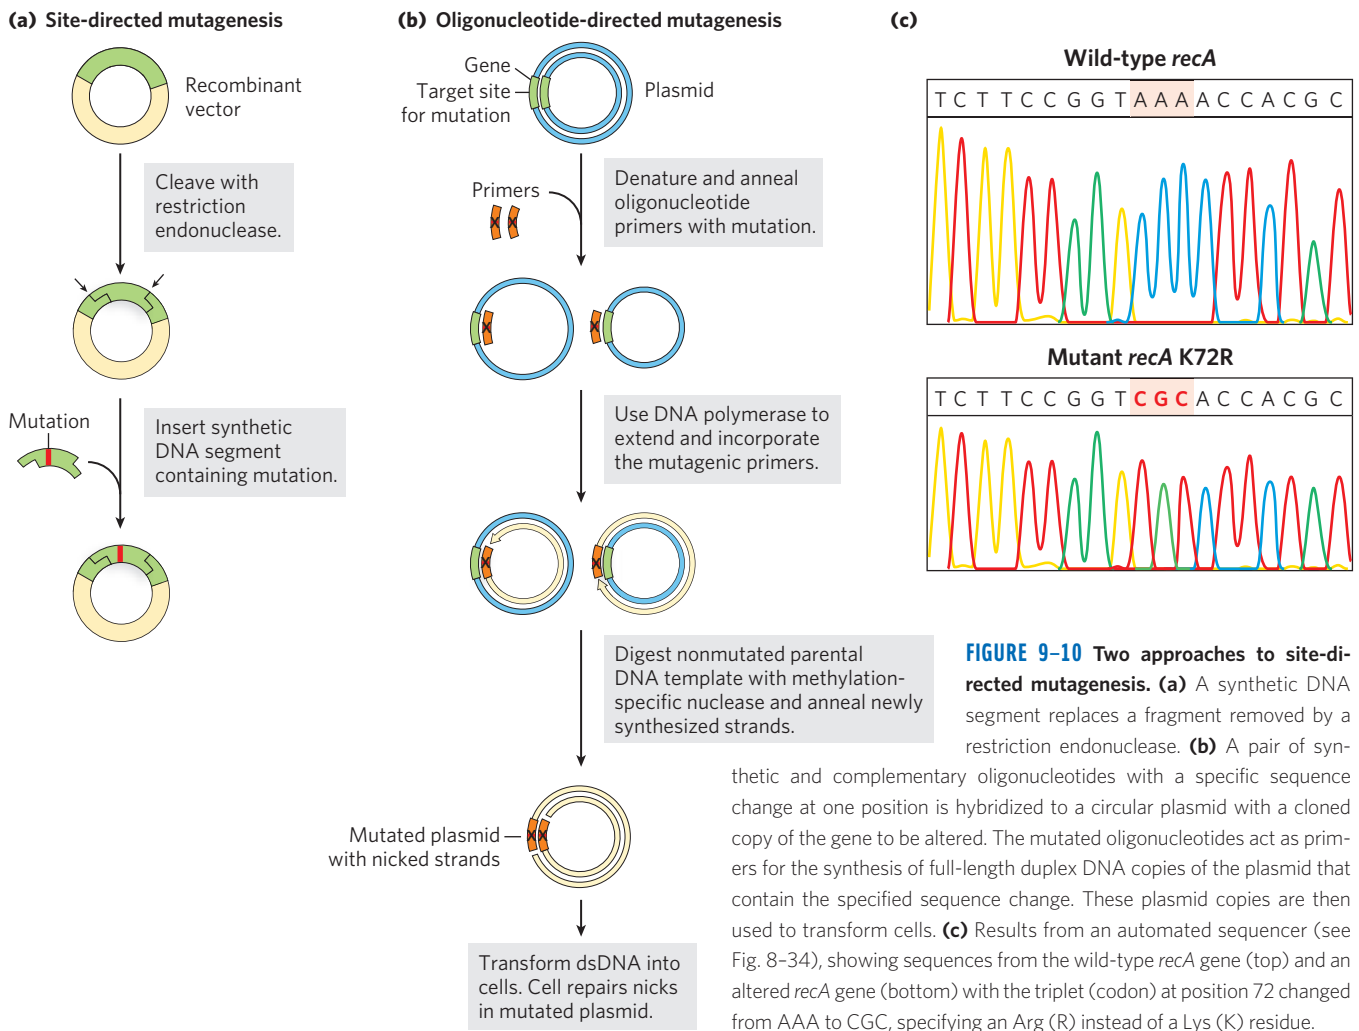 (a) Site-directed mutagenesis
Recombinant
vector
Cleave with
restriction
endonuclease.
Mutation
Insert synthetic
DNA segment
containing mutation.
(b) Oligonucleotide-directed mutagenesis
Gene
Target site
for mutation
Plasmid
Primers
Denature and anneal
oligonucleotide
primers with mutation.
Use DNA polymerase to
extend and incorporate
the mutagenic primers.
Digest nonmutated parental
DNA template with methylation-
specific nuclease and anneal newly
synthesized strands.
Mutated plasmid
with nicked strands
Transform dsDNA into
cells. Cell repairs nicks
in mutated plasmid.
(c)
Wild-type recA
T C T T C C G G T A A A A C C A C G C
Mutant recA K72R
T C T T C C G G T C G C A C C A C G C
FIGURE 9–10 Two approaches to site-di-
rected mutagenesis. (a) A synthetic DNA
segment replaces a fragment removed by a
restriction endonuclease. (b) A pair of syn-
thetic and complementary oligonucleotides with a specific sequence
change at one position is hybridized to a circular plasmid with a cloned
copy of the gene to be altered. The mutated oligonucleotides act as prim-
ers for the synthesis of full-length duplex DNA copies of the plasmid that
contain the specified sequence change. These plasmid copies are then
used to transform cells. (c) Results from an automated sequencer (see
Fig. 8–34), showing sequences from the wild-type recA gene (top) and an
altered recA gene (bottom) with the triplet (codon) at position 72 changed
from AAA to CGC, specifying an Arg (R) instead of a Lys (K) residue.